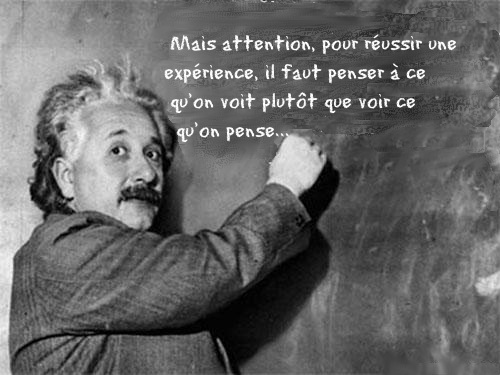 Mais attention, pour réussir une
expérience, il faut penser à ce
qu'on voit plutôt que voir ce
qu'on pense...